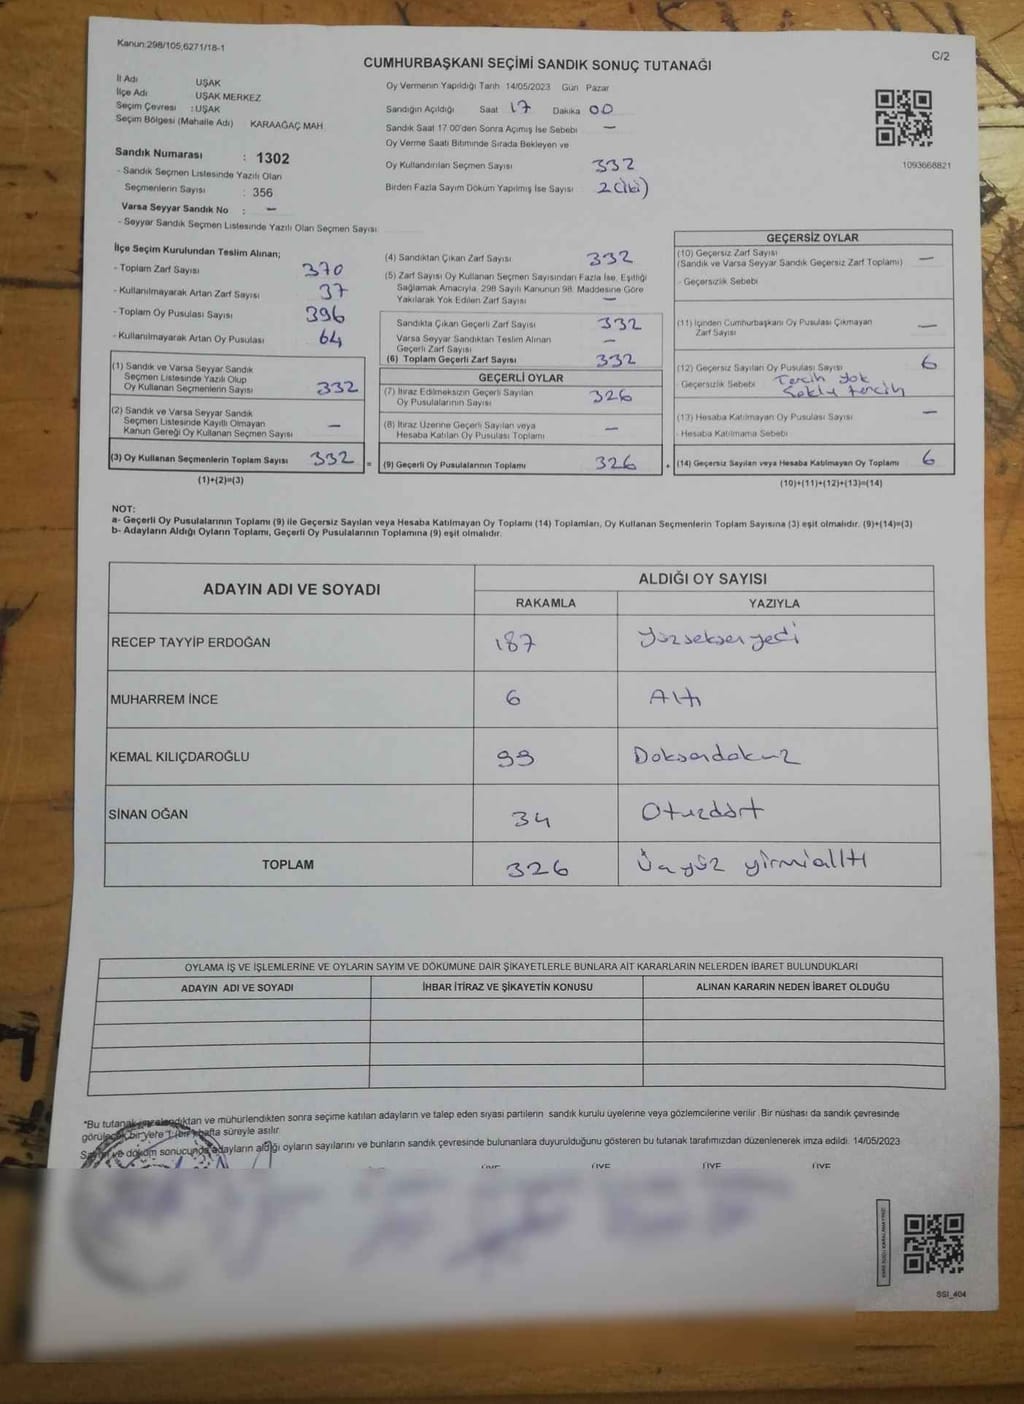 Kanun:298/105,6271/18-1
C/2
CUMHURBAŞKANI SEÇİMİ SANDIK SONUÇ TUTANAĞI
İl Adı UŞAK
İlçe Adı UŞAK MERKEZ
Seçim Çevresi : UŞAK
Seçim Bölgesi (Mahalle Adı) KARAAĞAÇ MAH.
Sandık Numarası : 1302
- Sandık Seçmen Listesinde Yazılı Olan
Seçmenlerin Sayısı : 356
Varsa Seyyar Sandık No : -
- Seyyar Sandık Seçmen Listesinde Yazılı Olan Seçmen Sayısı
Oy Vermenin Yapıldığı Tarih 14/05/2023 Gün Pazar
Sandığın Açıldığı Saat 17 Dakika 00
Sandık Saat 17.00'den Sonra Açılmış İse Sebebi -
Oy Verme Saati Bitiminde Sırada Bekleyen ve
Oy Kullandırılan Seçmen Sayısı 332
Birden Fazla Sayım Döküm Yapılmış İse Sayısı 2(iki)
1093668821
İlçe Seçim Kurulundan Teslim Alınan;
- Toplam Zarf Sayısı 370
- Kullanılmayarak Artan Zarf Sayısı 37
- Toplam Oy Pusulası Sayısı 396
- Kullanılmayarak Artan Oy Pusulası 64
(1) Sandık ve Varsa Seyyar Sandık
Seçmen Listesinde Yazılı Olup
Oy Kullanan Seçmenlerin Sayısı 332
(2) Sandık ve Varsa Seyyar Sandık
Seçmen Listesinde Kayıtlı Olmayan
Kanun Gereği Oy Kullanan Seçmen Sayısı -
(3) Oy Kullanan Seçmenlerin Toplam Sayısı 332 =
(1)+(2)=(3)
(4) Sandıktan Çıkan Zarf Sayısı 332
(5) Zarf Sayısı Oy Kullanan Seçmen Sayısından Fazla İse, Eşitliği
Sağlamak Amacıyla, 298 Sayılı Kanunun 98. Maddesine Göre
Yakılarak Yok Edilen Zarf Sayısı -
Sandıkta Çıkan Geçerli Zarf Sayısı 332
Varsa Seyyar Sandıktan Teslim Alınan
Geçerli Zarf Sayısı -
(6) Toplam Geçerli Zarf Sayısı 332
GEÇERLİ OYLAR
(7) İtiraz Edilmeksizin Geçerli Sayılan
Oy Pusulalarının Sayısı 326
(8) İtiraz Üzerine Geçerli Sayılan veya
Hesaba Katılan Oy Pusulası Toplamı -
(9) Geçerli Oy Pusulalarının Toplamı 326 +
GEÇERSİZ OYLAR
(10) Geçersiz Zarf Sayısı
(Sandık ve Varsa Seyyar Sandık Geçersiz Zarf Toplamı) -
- Geçersizlik Sebebi
(11) İçinden Cumhurbaşkanı Oy Pusulası Çıkmayan
Zarf Sayısı -
(12) Geçersiz Sayılan Oy Pusulası Sayısı 6
- Geçersizlik Sebebi Tercih yok
tercih
(13) Hesaba Katılmayan Oy Pusulası Sayısı -
- Hesaba Katılmama Sebebi
(14) Geçersiz Sayılan veya Hesaba Katılmayan Oy Toplamı 6
(10)+(11)+(12)+(13)=(14)
NOT:
a- Geçerli Oy Pusulalarının Toplamı (9) ile Geçersiz Sayılan veya Hesaba Katılmayan Oy Toplamı (14) Toplamları, Oy Kullanan Seçmenlerin Toplam Sayısına (3) eşit olmalıdır. (9)+(14)=(3)
b- Adayların Aldığı Oyların Toplamı, Geçerli Oy Pusulalarının Toplamına (9) eşit olmalıdır.
ADAYIN ADI VE SOYADI ALDIĞI OY SAYISI
RAKAMLA YAZIYLA
RECEP TAYYİP ERDOĞAN 187 Yüzseksenyedi
MUHARREM İNCE 6 Altı
KEMAL KILIÇDAROĞLU 99 Doksandokuz
SİNAN OĞAN 34 Otuzdört
TOPLAM 326 Üçyüz yirmialtı
OYLAMA İŞ VE İŞLEMLERİNE VE OYLARIN SAYIM VE DÖKÜMÜNE DAİR ŞİKAYETLERLE BUNLARA AİT KARARLARIN NELERDEN İBARET BULUNDUKLARI
ADAYIN ADI VE SOYADI İHBAR İTİRAZ VE ŞİKAYETİN KONUSU ALINAN KARARIN NEDEN İBARET OLDUĞU
*Bu tutanak imzalandıktan ve mühürlendikten sonra seçime katılan adayların ve talep eden siyasi partilerin sandık kurulu üyelerine veya gözlemcilerine verilir. Bir nüshası da sandık çevresinde
görülecek bir yere 1 (bir) hafta süreyle asılır.
Sayım ve döküm sonucunda adayların aldığı oyların sayılarını ve bunların sandık çevresinde bulunanlara duyurulduğunu gösteren bu tutanak tarafımızdan düzenlenerek imza edildi. 14/05/2023
ÜYE ÜYE ÜYE ÜYE
SSI_404